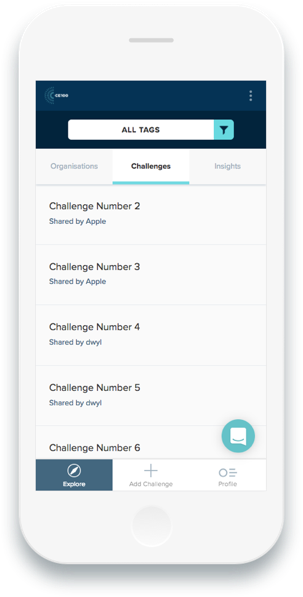 CE100
ALL TAGS
Organisations Challenges Insights
Challenge Number 2
Shared by Apple
Challenge Number 3
Shared by Apple
Challenge Number 4
Shared by dwyl
Challenge Number 5
Shared by dwyl
Challenge Number 6
Explore Add Challenge Profile